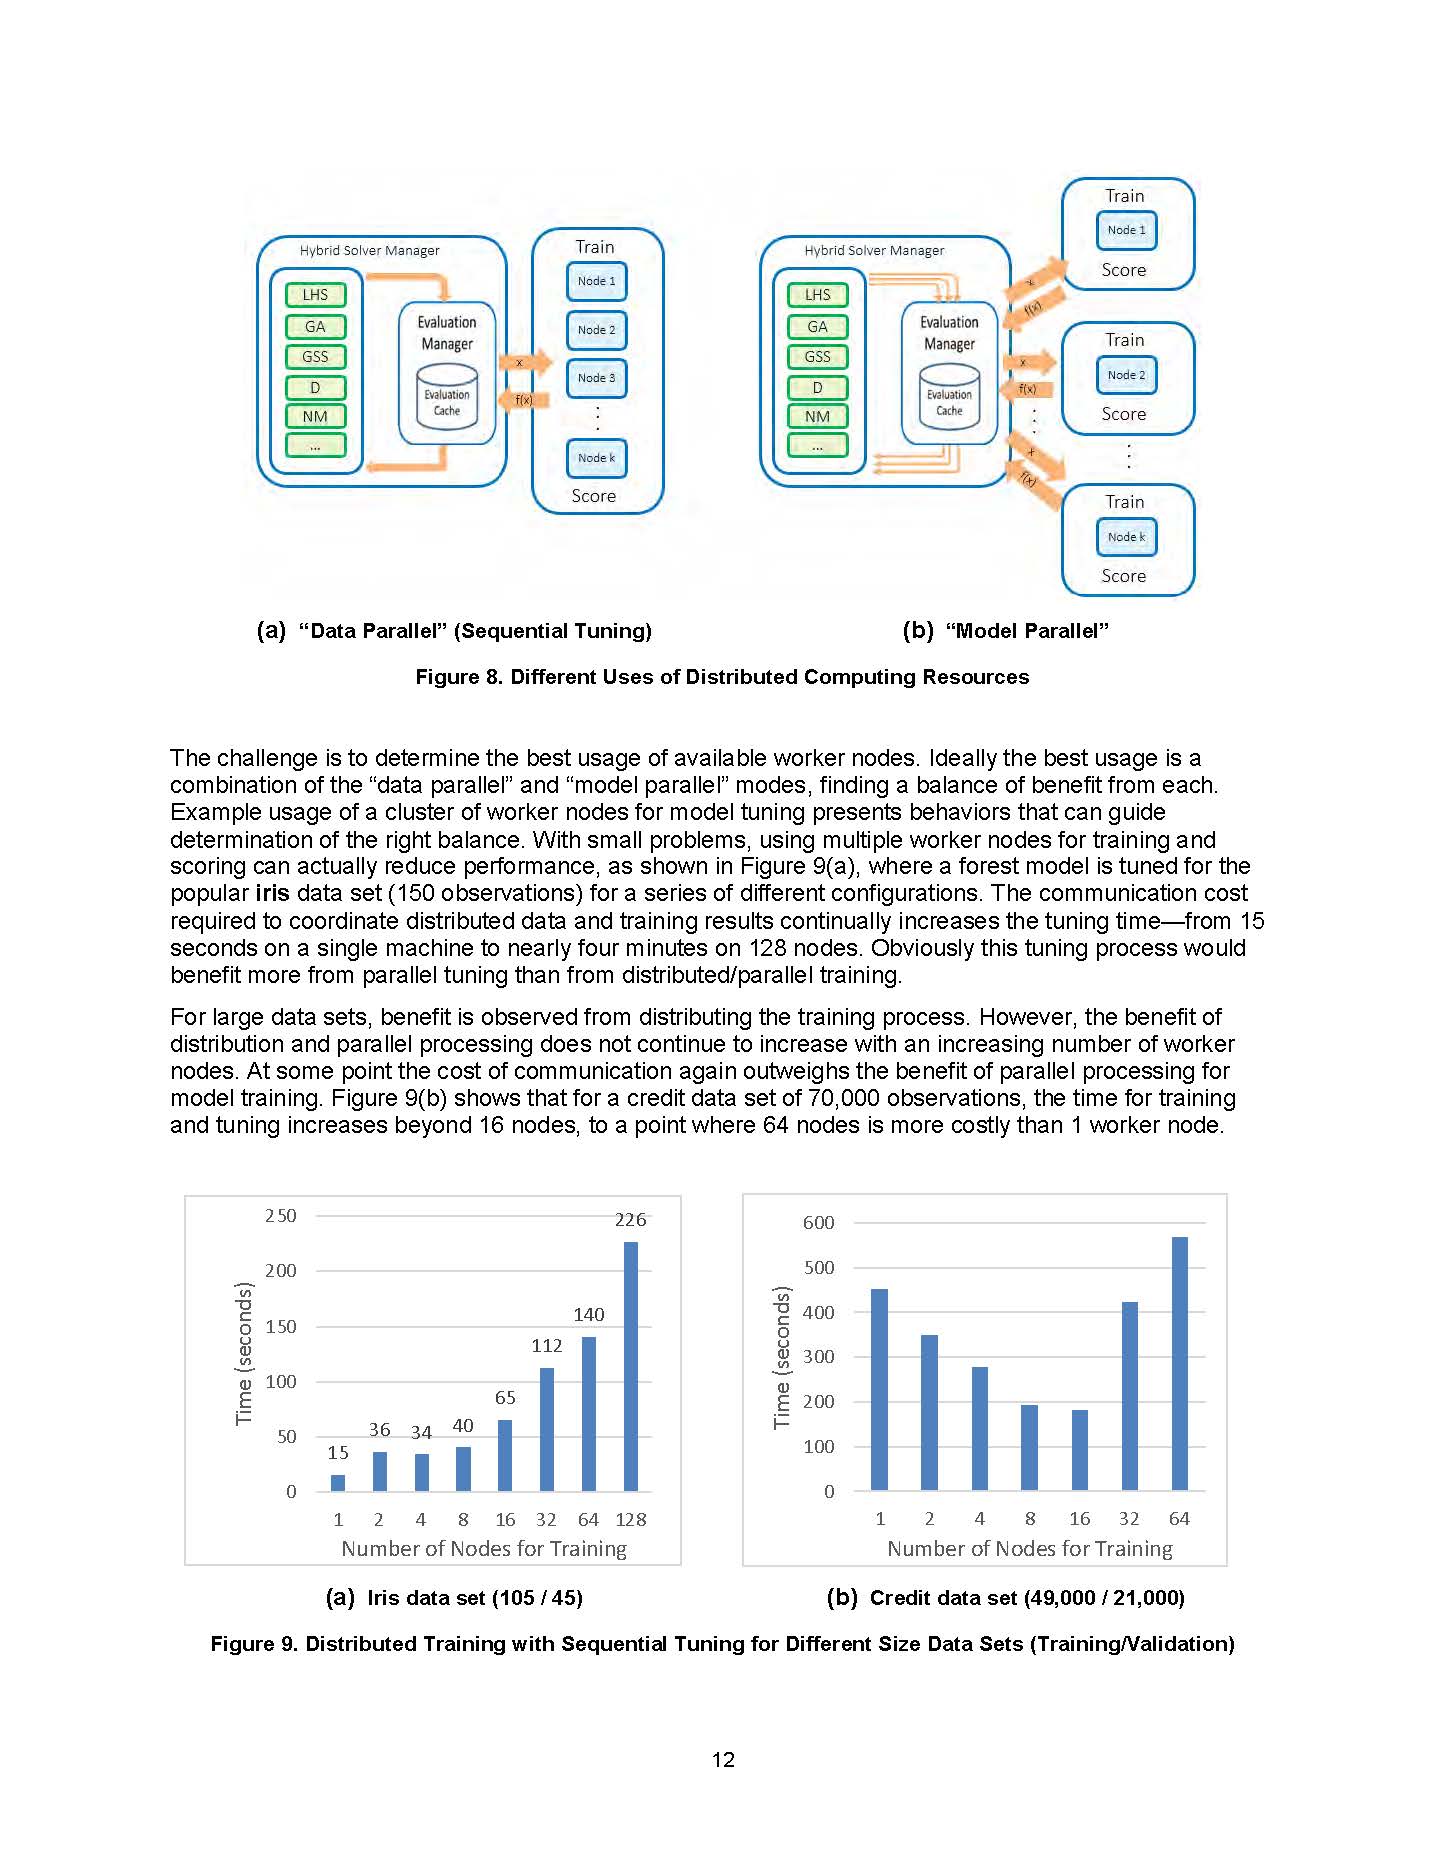 Hybrid Solver Manager
LHS
GA
GSS
D
NM
...
Evaluation
Manager
Evaluation
Cache
x
f(x)
Train
Node 1
Node 2
Node 3
Node k
Score
Hybrid Solver Manager
LHS
GA
GSS
D
NM
...
Evaluation
Manager
Evaluation
Cache
x
f(x)
x
f(x)
x
f(x)
Train
Node 1
Score
Train
Node 2
Score
Train
Node k
Score
(a) “Data Parallel” (Sequential Tuning)
(b) “Model Parallel”
Figure 8. Different Uses of Distributed Computing Resources
The challenge is to determine the best usage of available worker nodes. Ideally the best usage is a
combination of the “data parallel” and “model parallel” modes, finding a balance of benefit from each.
Example usage of a cluster of worker nodes for model tuning presents behaviors that can guide
determination of the right balance. With small problems, using multiple worker nodes for training and
scoring can actually reduce performance, as shown in Figure 9(a), where a forest model is tuned for the
popular iris data set (150 observations) for a series of different configurations. The communication cost
required to coordinate distributed data and training results continually increases the tuning time—from 15
seconds on a single machine to nearly four minutes on 128 nodes. Obviously this tuning process would
benefit more from parallel tuning than from distributed/parallel training.
For large data sets, benefit is observed from distributing the training process. However, the benefit of
distribution and parallel processing does not continue to increase with an increasing number of worker
nodes. At some point the cost of communication again outweighs the benefit of parallel processing for
model training. Figure 9(b) shows that for a credit data set of 70,000 observations, the time for training
and tuning increases beyond 16 nodes, to a point where 64 nodes is more costly than 1 worker node.
Time (seconds)
250
200
150
100
50
0
15
36
34
40
65
112
140
226
1 2 4 8 16 32 64 128
Number of Nodes for Training
Time (seconds)
600
500
400
300
200
100
0
1 2 4 8 16 32 64
Number of Nodes for Training
(a) Iris data set (105 / 45)
(b) Credit data set (49,000 / 21,000)
Figure 9. Distributed Training with Sequential Tuning for Different Size Data Sets (Training/Validation)
12